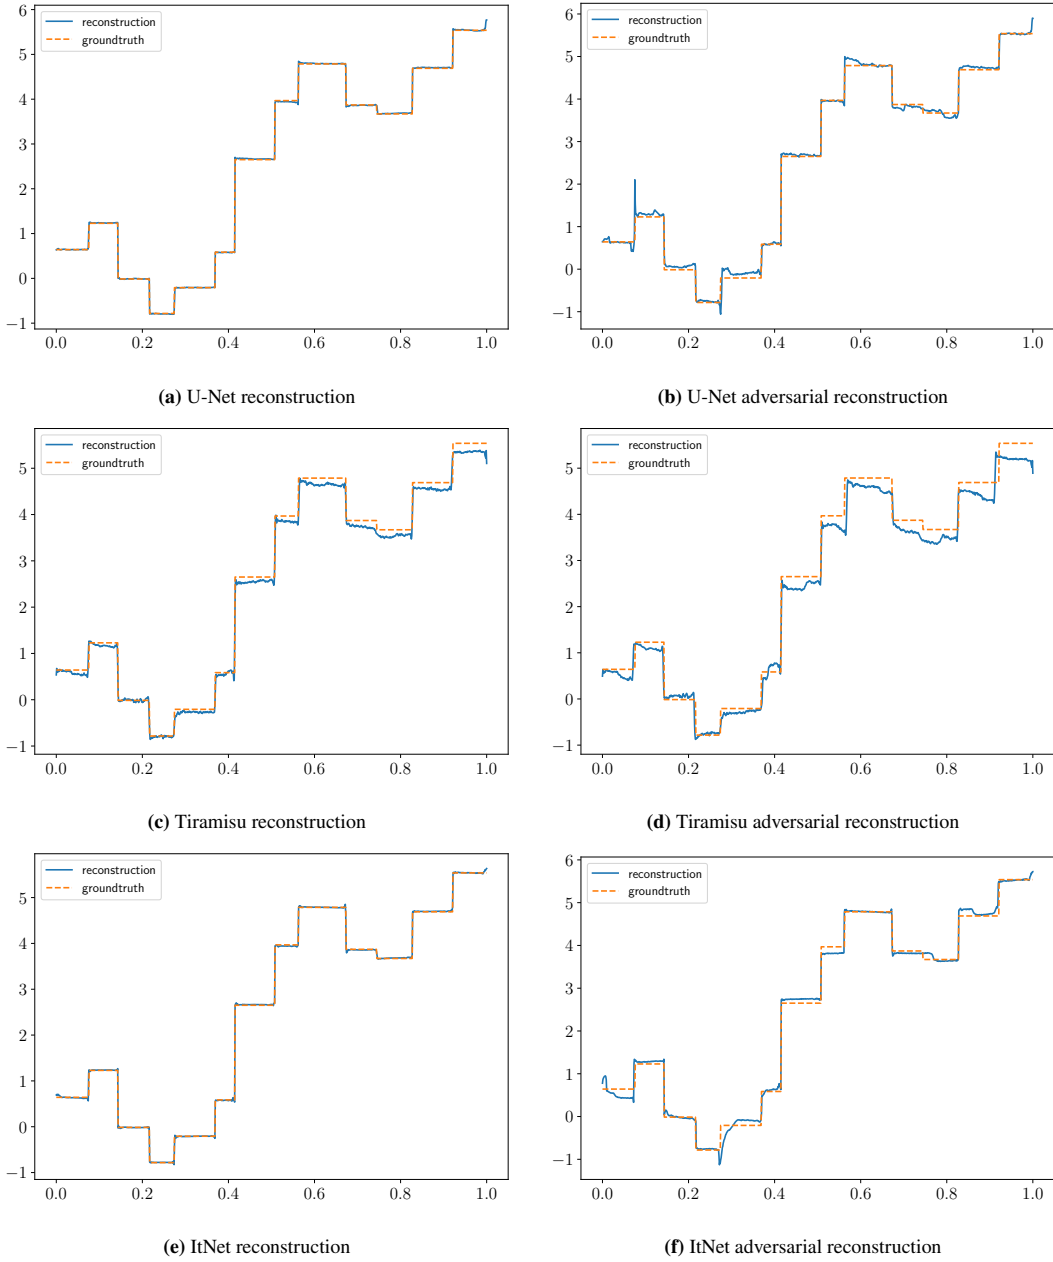 6
5
4
3
2
1
0
−1
reconstruction
groundtruth
0.0 0.2 0.4 0.6 0.8 1.0
(a) U-Net reconstruction
6
5
4
3
2
1
0
−1
reconstruction
groundtruth
0.0 0.2 0.4 0.6 0.8 1.0
(b) U-Net adversarial reconstruction
5
4
3
2
1
0
−1
reconstruction
groundtruth
0.0 0.2 0.4 0.6 0.8 1.0
(c) Tiramisu reconstruction
5
4
3
2
1
0
−1
reconstruction
groundtruth
0.0 0.2 0.4 0.6 0.8 1.0
(d) Tiramisu adversarial reconstruction
5
4
3
2
1
0
−1
reconstruction
groundtruth
0.0 0.2 0.4 0.6 0.8 1.0
(e) ItNet reconstruction
6
5
4
3
2
1
0
−1
reconstruction
groundtruth
0.0 0.2 0.4 0.6 0.8 1.0
(f) ItNet adversarial reconstruction